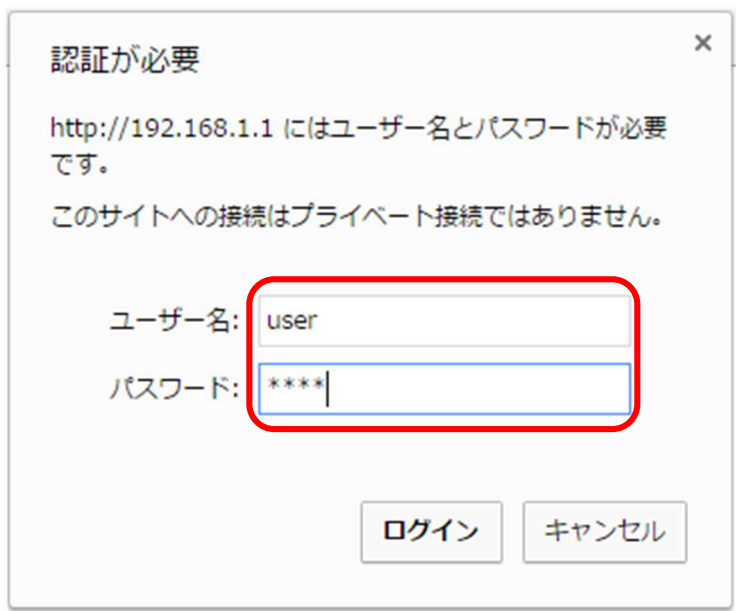 認証が必要
×
http://192.168.1.1 にはユーザー名とパスワードが必要
です。
このサイトへの接続はプライベート接続ではありません。
ユーザー名: user
パスワード: ****
ログイン キャンセル